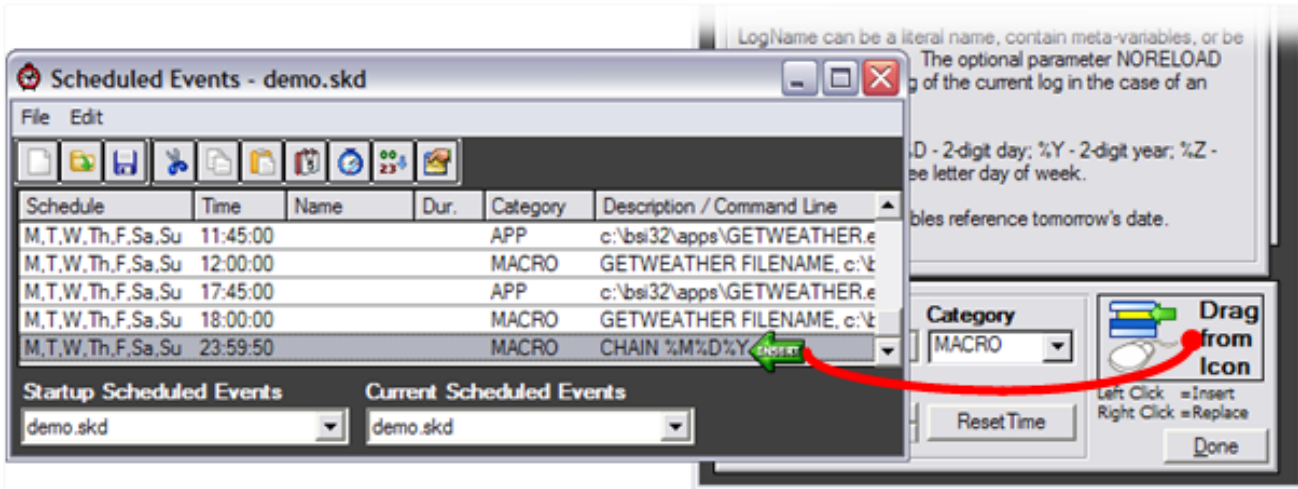 LogName can be a literal name, contain meta-variables, or be
The optional parameter NORELOAD
g of the current log in the case of an
%D - 2-digit day; %Y - 2-digit year; %Z -
ee letter day of week.
bles reference tomorrow's date.
Scheduled Events - demo.skd
File Edit
Schedule Time Name Dur. Category Description / Command Line
M,T,W,Th,F,Sa,Su 11:45:00 APP c:\bsi32\apps\GETWEATHER.e
M,T,W,Th,F,Sa,Su 12:00:00 MACRO GETWEATHER FILENAME, c:\b
M,T,W,Th,F,Sa,Su 17:45:00 APP c:\bsi32\apps\GETWEATHER.e
M,T,W,Th,F,Sa,Su 18:00:00 MACRO GETWEATHER FILENAME, c:\b
M,T,W,Th,F,Sa,Su 23:59:50 MACRO CHAIN %M%D%Y
INSERT
Startup Scheduled Events Current Scheduled Events
demo.skd demo.skd
Category
MACRO
Reset Time
Drag
from
Icon
Left Click =Insert
Right Click =Replace
Done